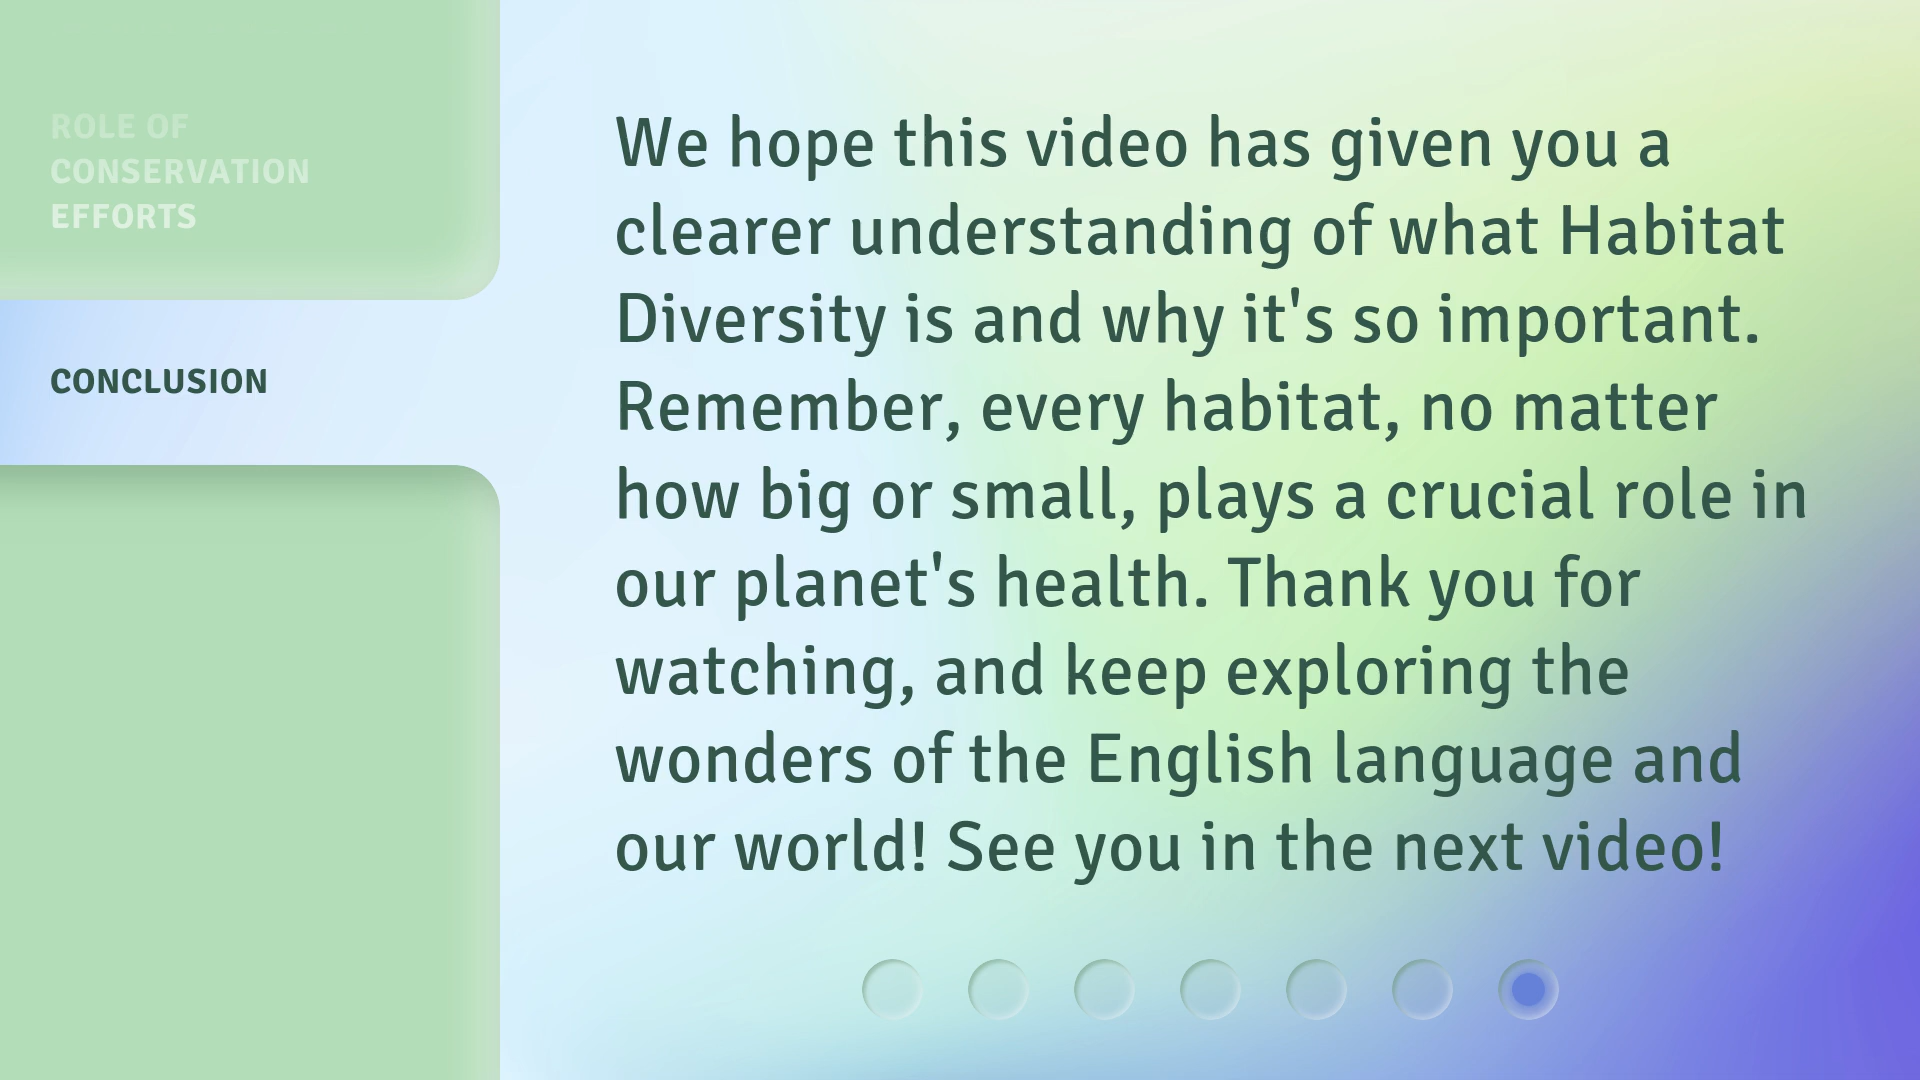 ROLE OF
CONSERVATION
EFFORTS
CONCLUSION
We hope this video has given you a
clearer understanding of what Habitat
Diversity is and why it's so important.
Remember, every habitat, no matter
how big or small, plays a crucial role in
our planet's health. Thank you for
watching, and keep exploring the
wonders of the English language and
our world! See you in the next video!